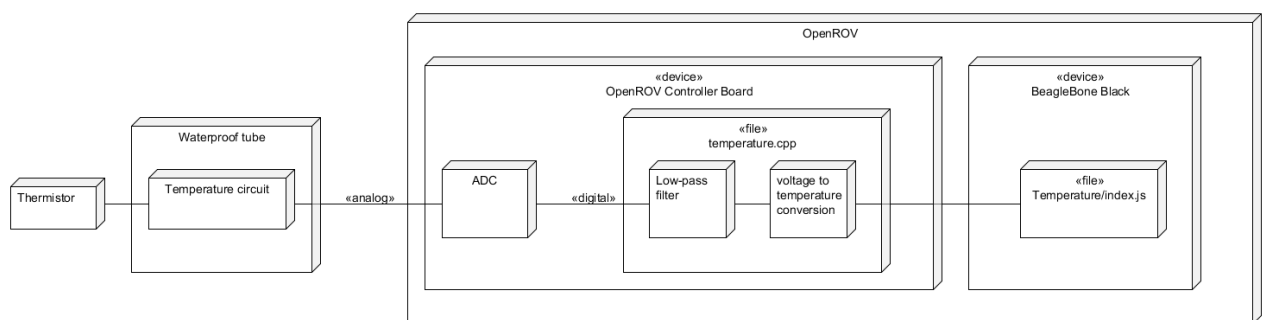 OpenROV
«device»
OpenROV Controller Board
«device»
BeagleBone Black
Waterproof tube
«file»
temperature.cpp
Thermistor
Temperature circuit
«analog»
ADC
«digital»
Low-pass
filter
voltage to
temperature
conversion
«file»
Temperature/index.js